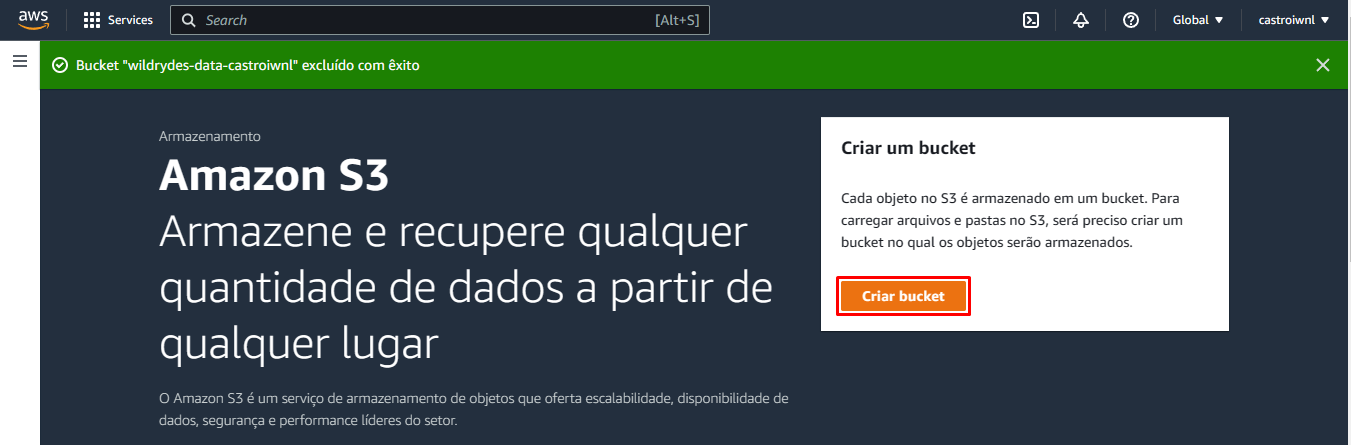 aws
Services
Search
[Alt+S]
Global
castroiwnl
Bucket "wildrydes-data-castroiwnl" excluído com êxito
Armazenamento
Amazon S3
Armazene e recupere qualquer
quantidade de dados a partir de
qualquer lugar
O Amazon S3 é um serviço de armazenamento de objetos que oferta escalabilidade, disponibilidade de
dados, segurança e performance líderes do setor.
Criar um bucket
Cada objeto no S3 é armazenado em um bucket. Para
carregar arquivos e pastas no S3, será preciso criar um
bucket no qual os objetos serão armazenados.
Criar bucket